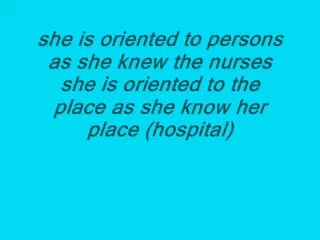 she is oriented to persons
as she knew the nurses
she is oriented to the
place as she know her
place (hospital)